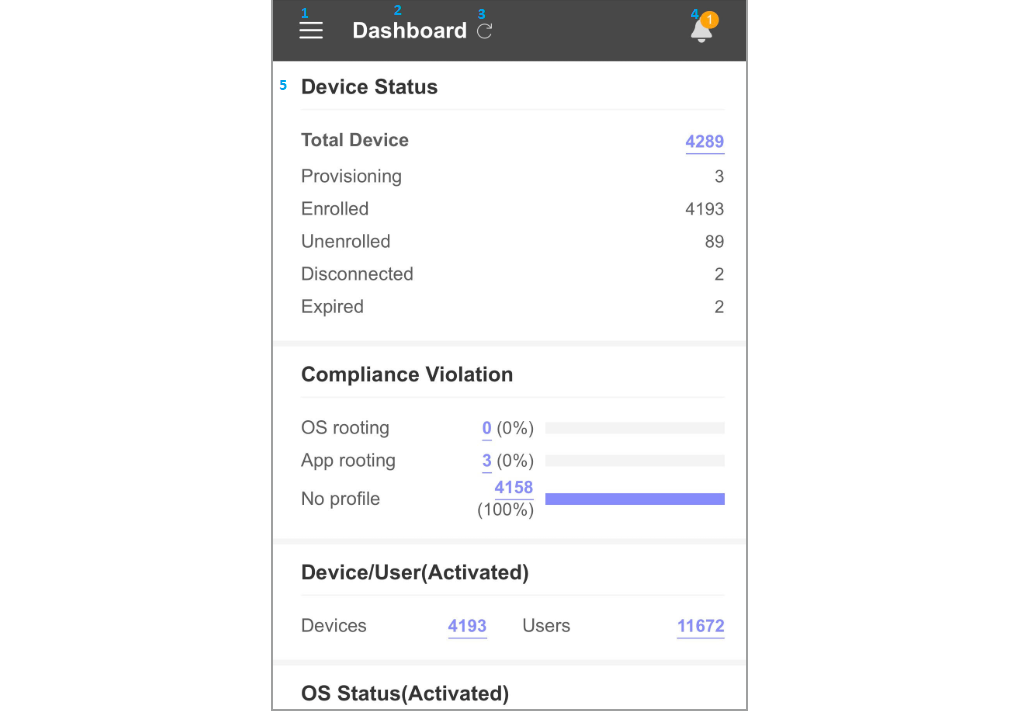 1 2 3 4
Dashboard 1
5 Device Status
Total Device 4289
Provisioning 3
Enrolled 4193
Unenrolled 89
Disconnected 2
Expired 2
Compliance Violation
OS rooting 0 (0%)
App rooting 3 (0%)
No profile 4158
(100%)
Device/User(Activated)
Devices 4193 Users 11672
OS Status(Activated)